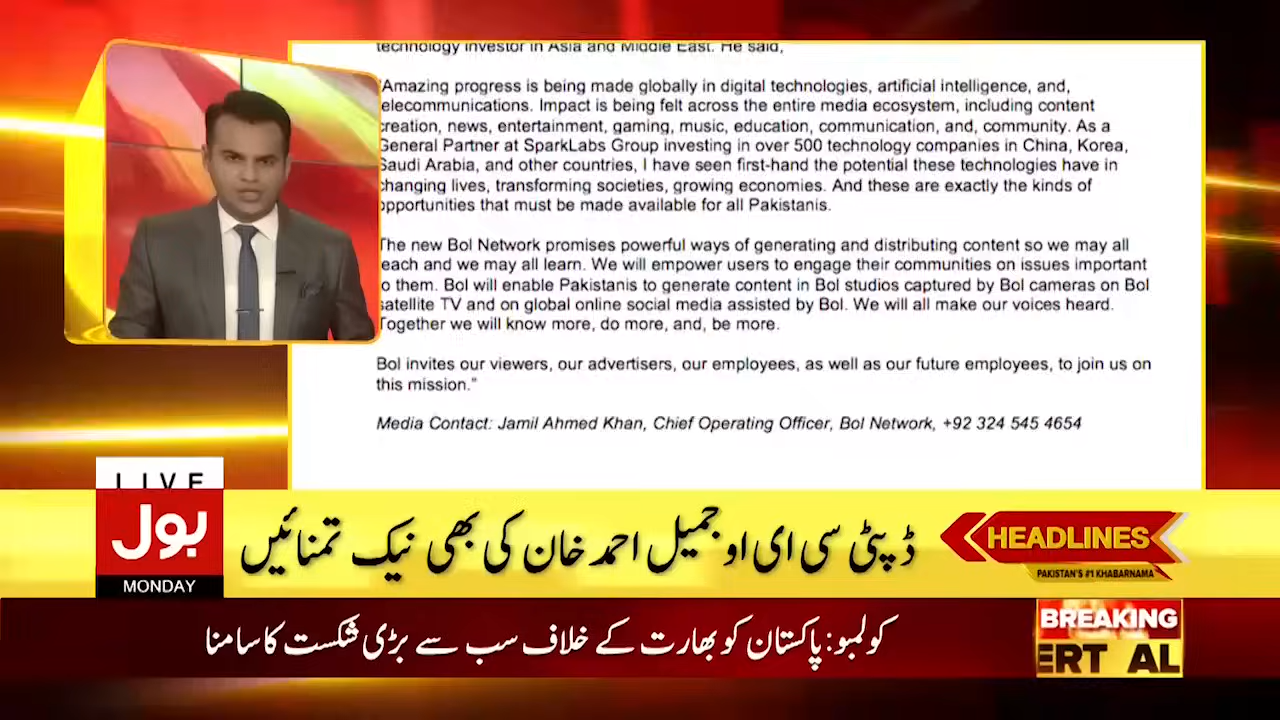 technology investor in Asia and Middle East. He said,
"Amazing progress is being made globally in digital technologies, artificial intelligence, and,
telecommunications. Impact is being felt across the entire media ecosystem, including content
creation, news, entertainment, gaming, music, education, communication, and, community. As a
General Partner at SparkLabs Group investing in over 500 technology companies in China, Korea,
Saudi Arabia, and other countries, I have seen first-hand the potential these technologies have in
changing lives, transforming societies, growing economies. And these are exactly the kinds of
opportunities that must be made available for all Pakistanis.
The new Bol Network promises powerful ways of generating and distributing content so we may all
teach and we may all learn. We will empower users to engage their communities on issues important
to them. Bol will enable Pakistanis to generate content in Bol studios captured by Bol cameras on Bol
satellite TV and on global online social media assisted by Bol. We will all make our voices heard.
Together we will know more, do more, and, be more.
Bol invites our viewers, our advertisers, our employees, as well as our future employees, to join us on
this mission."
Media Contact: Jamil Ahmed Khan, Chief Operating Officer, Bol Network, +92 324 545 4654
LIVE
بول
MONDAY
ڈپٹی سی ای او جمیل احمد خان کی بھی نیک تمنائیں
HEADLINES
PAKISTAN'S #1 KHABARNAMA
کولمبو: پاکستان کو بھارت کے خلاف سب سے بڑی شکست کا سامنا
BREAKING
ERT AL